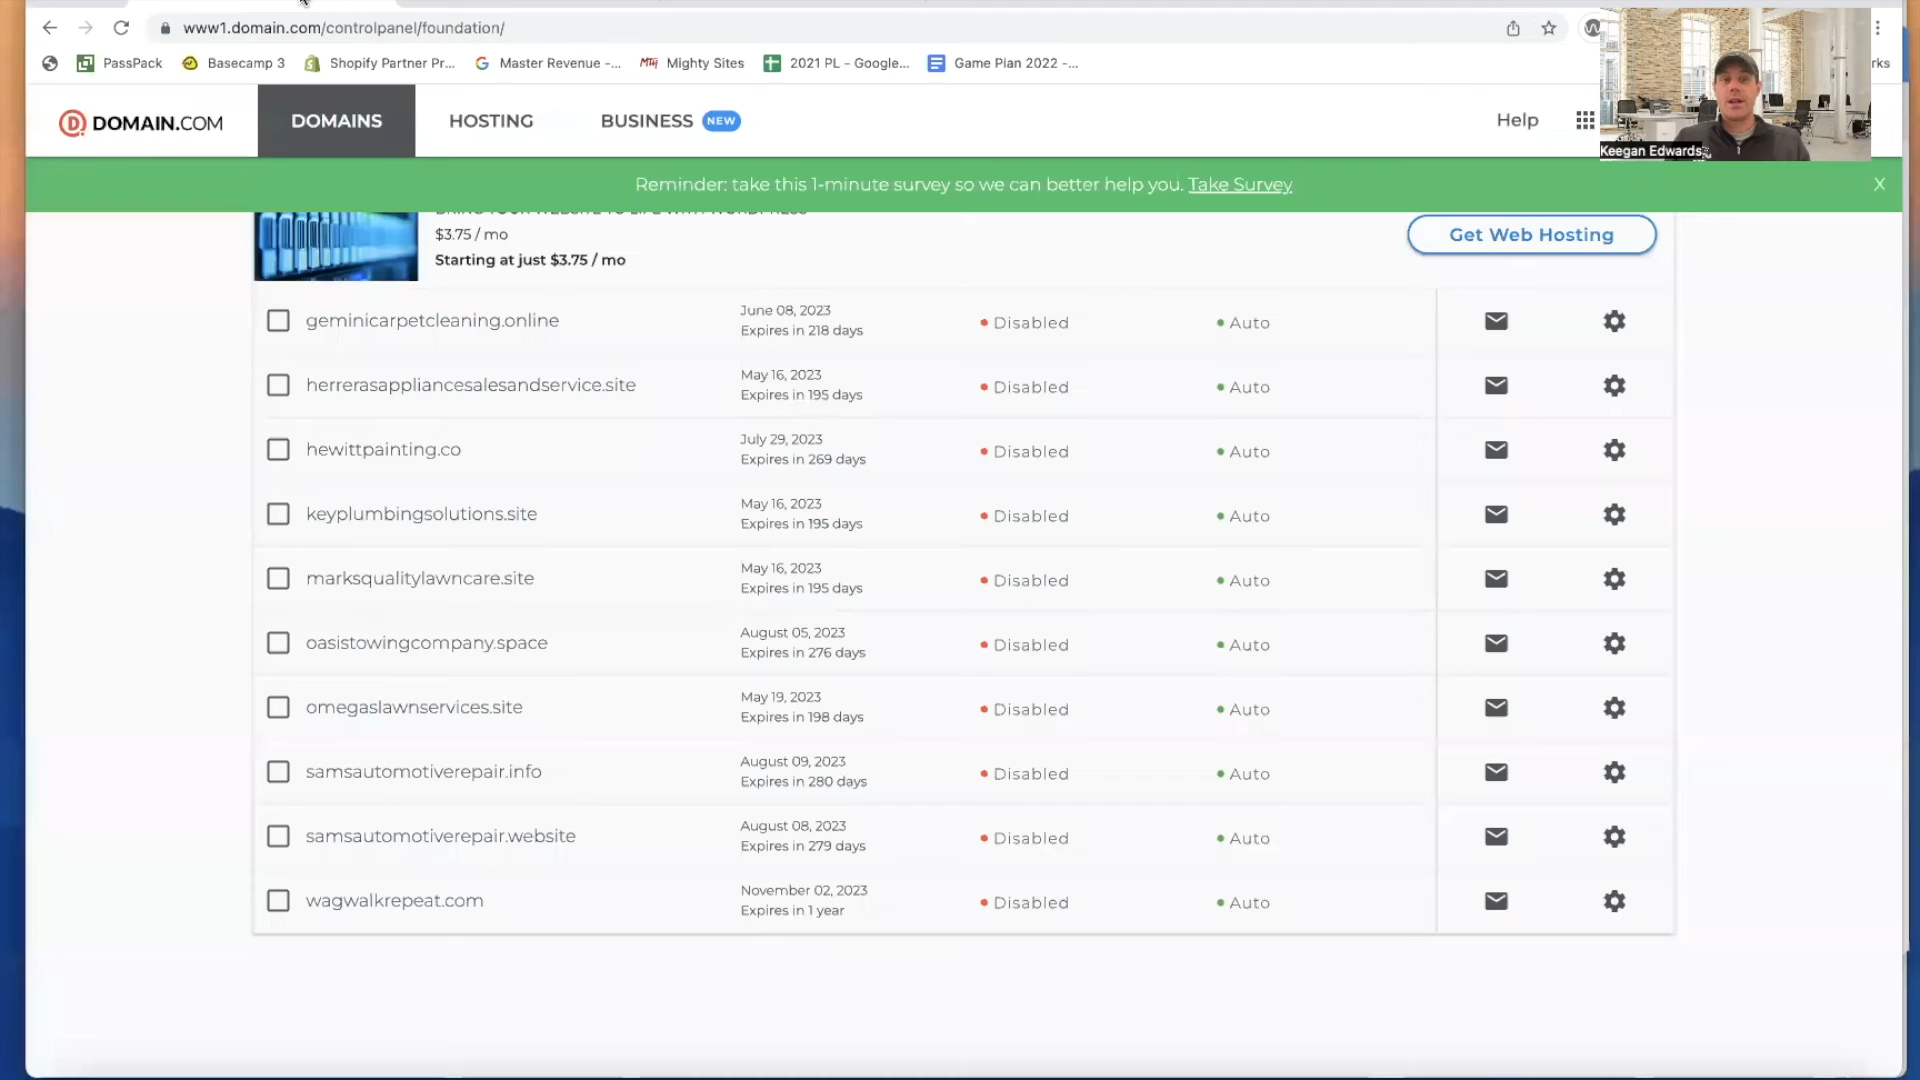 www1.domain.com/controlpanel/foundation/
PassPack
Basecamp 3
Shopify Partner Pr...
Master Revenue -...
Mighty Sites
2021 PL - Google...
Game Plan 2022 -...
rks
DOMAIN.COM
DOMAINS
HOSTING
BUSINESS NEW
Help
Keegan Edwards
Reminder: take this 1-minute survey so we can better help you. Take Survey
X
BRING YOUR WEBSITE TO LIFE WITH WORDPRESS
$3.75 / mo
Starting at just $3.75 / mo
Get Web Hosting
geminicarpetcleaning.online
June 08, 2023
Expires in 218 days
Disabled
Auto
herrerasappliancesalesandservice.site
May 16, 2023
Expires in 195 days
Disabled
Auto
hewittpainting.co
July 29, 2023
Expires in 269 days
Disabled
Auto
keyplumbingsolutions.site
May 16, 2023
Expires in 195 days
Disabled
Auto
marksqualitylawncare.site
May 16, 2023
Expires in 195 days
Disabled
Auto
oasistowingcompany.space
August 05, 2023
Expires in 276 days
Disabled
Auto
omegaslawnservices.site
May 19, 2023
Expires in 198 days
Disabled
Auto
samsautomotiverepair.info
August 09, 2023
Expires in 280 days
Disabled
Auto
samsautomotiverepair.website
August 08, 2023
Expires in 279 days
Disabled
Auto
wagwalkrepeat.com
November 02, 2023
Expires in 1 year
Disabled
Auto